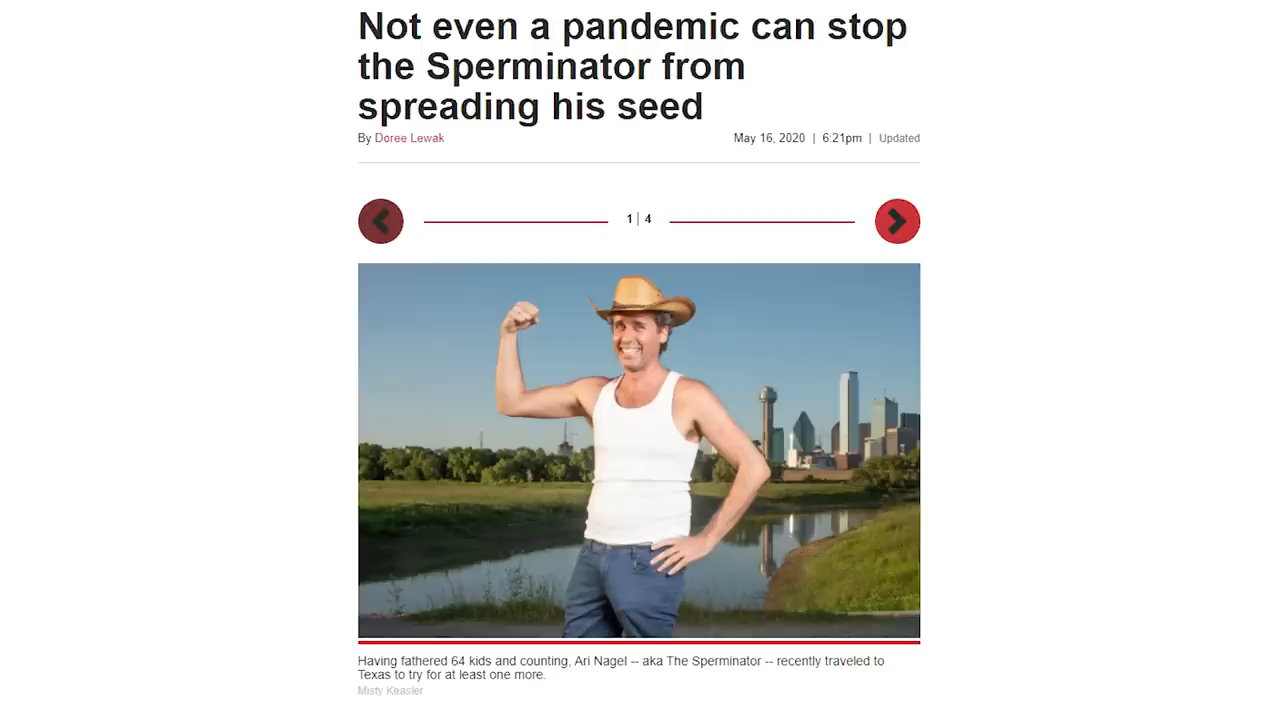 Not even a pandemic can stop
the Sperminator from
spreading his seed
By Doree Lewak
May 16, 2020 | 6:21pm | Updated
1 | 4
Having fathered 64 kids and counting, Ari Nagel -- aka The Sperminator -- recently traveled to
Texas to try for at least one more.
Misty Keasler